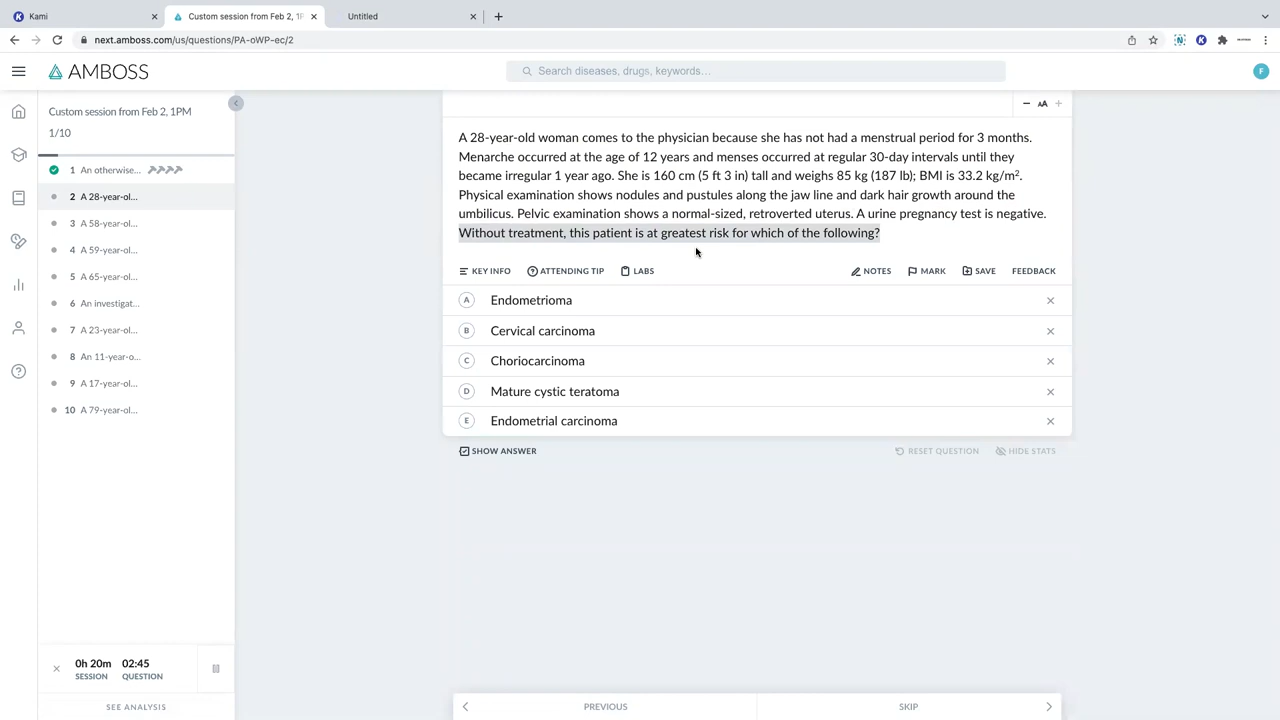 Kami
Custom session from Feb 2, 1P
Untitled
next.amboss.com/us/questions/PA-oWP-ec/2
AMBOSS
Search diseases, drugs, keywords…
F
Custom session from Feb 2, 1PM
1/10
1 An otherwise...
2 A 28-year-ol...
3 A 58-year-ol...
4 A 59-year-ol...
5 A 65-year-ol...
6 An investigat...
7 A 23-year-ol...
8 An 11-year-o...
9 A 17-year-ol...
10 A 79-year-ol...
0h 20m 02:45
SESSION QUESTION
SEE ANALYSIS
AA
A 28-year-old woman comes to the physician because she has not had a menstrual period for 3 months.
Menarche occurred at the age of 12 years and menses occurred at regular 30-day intervals until they
became irregular 1 year ago. She is 160 cm (5 ft 3 in) tall and weighs 85 kg (187 lb); BMI is 33.2 kg/m².
Physical examination shows nodules and pustules along the jaw line and dark hair growth around the
umbilicus. Pelvic examination shows a normal-sized, retroverted uterus. A urine pregnancy test is negative.
Without treatment, this patient is at greatest risk for which of the following?
KEY INFO ATTENDING TIP LABS NOTES MARK SAVE FEEDBACK
A Endometrioma
B Cervical carcinoma
C Choriocarcinoma
D Mature cystic teratoma
E Endometrial carcinoma
SHOW ANSWER RESET QUESTION HIDE STATS
PREVIOUS SKIP